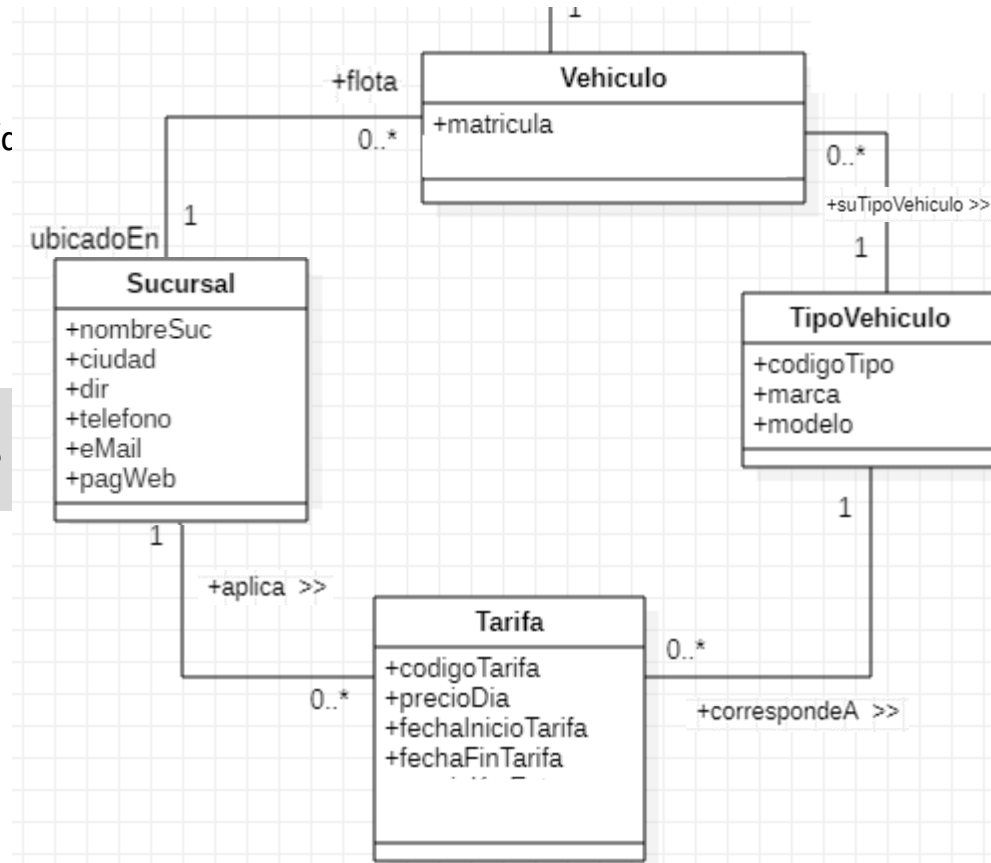 1
+flota
Vehiculo
+matricula
0..*
0..*
+suTipoVehiculo >>
1
1
ubicadoEn
Sucursal
+nombreSuc
+ciudad
+dir
+telefono
+eMail
+pagWeb
TipoVehiculo
+codigoTipo
+marca
+modelo
1
1
+aplica >>
Tarifa
+codigoTarifa
+precioDia
+fechaInicioTarifa
+fechaFinTarifa
0..*
0..*
+correspondeA >>